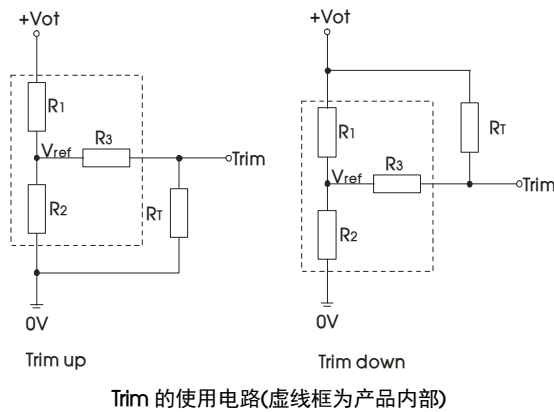 +Vot
R1
Vref
R3
Trim
R2
RT
0V
Trim up
+Vot
R1
RT
Vref
R3
Trim
R2
0V
Trim down
Trim 的使用电路(虚线框为产品内部)